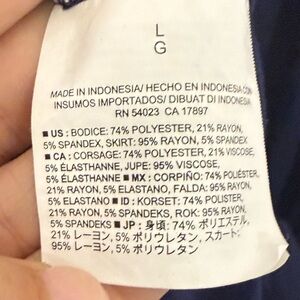 L
G
MADE IN INDONESIA/ HECHO EN INDONESIA CON
INSUMOS IMPORTADOS/ DIBUAT DI INDONESIA
RN 54023 CA 17897
■ US : BODICE: 74% POLYESTER, 21% RAYON,
5% SPANDEX, SKIRT: 95% RAYON, 5% SPANDEX
■ CA : CORSAGE: 74% POLYESTER, 21% VISCOSE,
5% ÉLASTHANNE, JUPE: 95% VISCOSE,
5% ÉLASTHANNE ■ MX : CORPIÑO: 74% POLIÉSTER,
21% RAYÓN, 5% ELASTANO, FALDA: 95% RAYÓN,
5% ELASTANO ■ ID : KORSET: 74% POLISTER,
21% RAYON, 5% SPANDEKS, ROK: 95% RAYON,
5% SPANDEKS ■ JP : 身頃: 74% ポリエステル,
21% レーヨン, 5% ポリウレタン, スカート:
95% レーヨン, 5% ポリウレタン